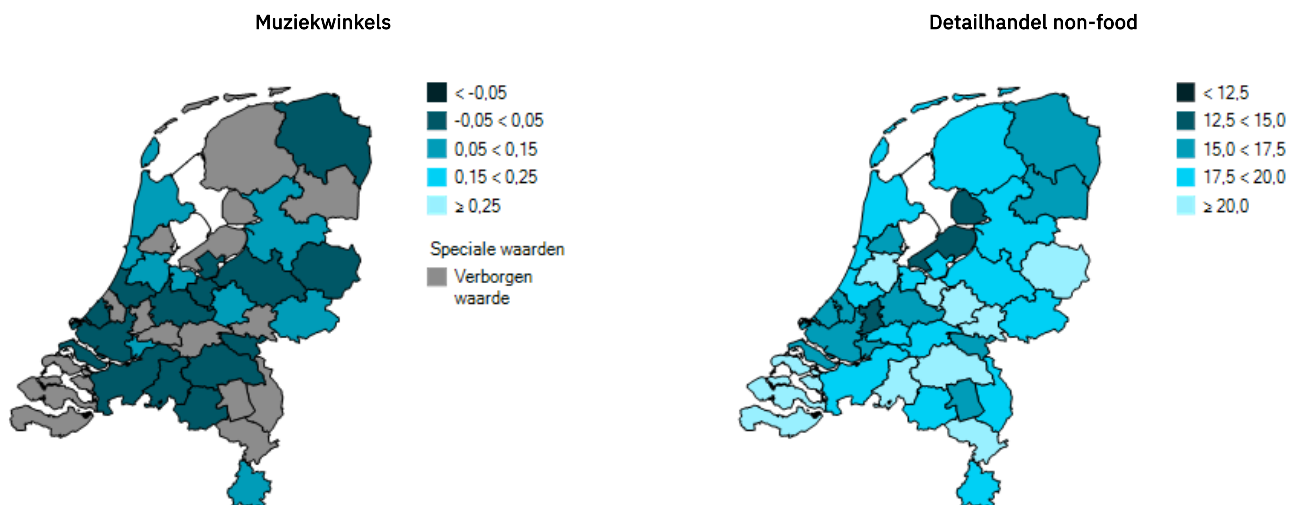 Muziekwinkels
< -0,05
-0,05 < 0,05
0,05 < 0,15
0,15 < 0,25
≥ 0,25
Speciale waarden
Verborgen
waarde
Detailhandel non-food
< 12,5
12,5 < 15,0
15,0 < 17,5
17,5 < 20,0
≥ 20,0